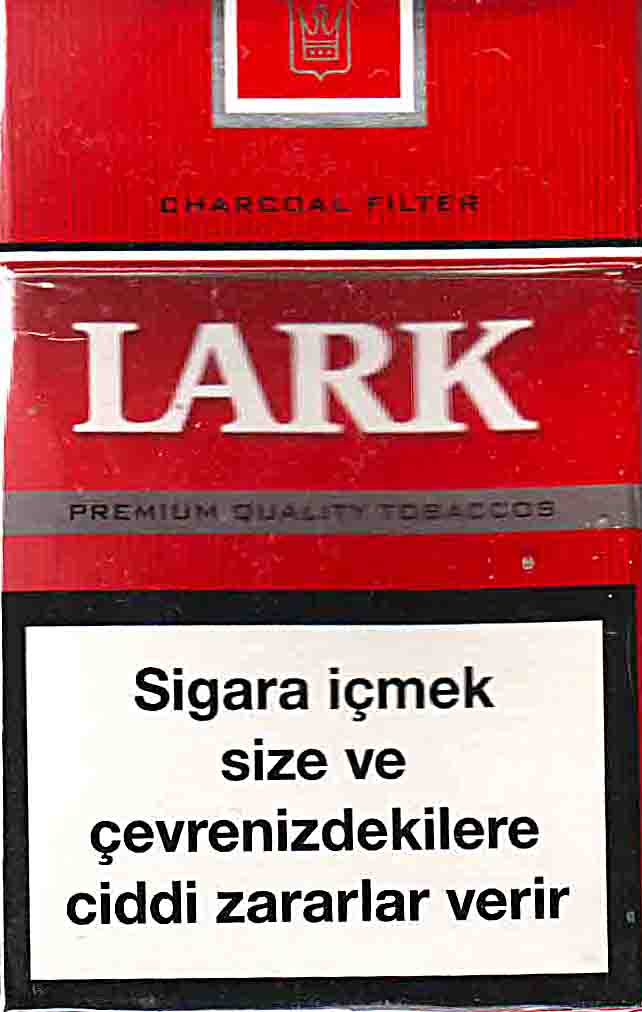 CHARCOAL FILTER
LARK
PREMIUM QUALITY TOBACCOS
Sigara içmek
size ve
çevrenizdekilere
ciddi zararlar verir